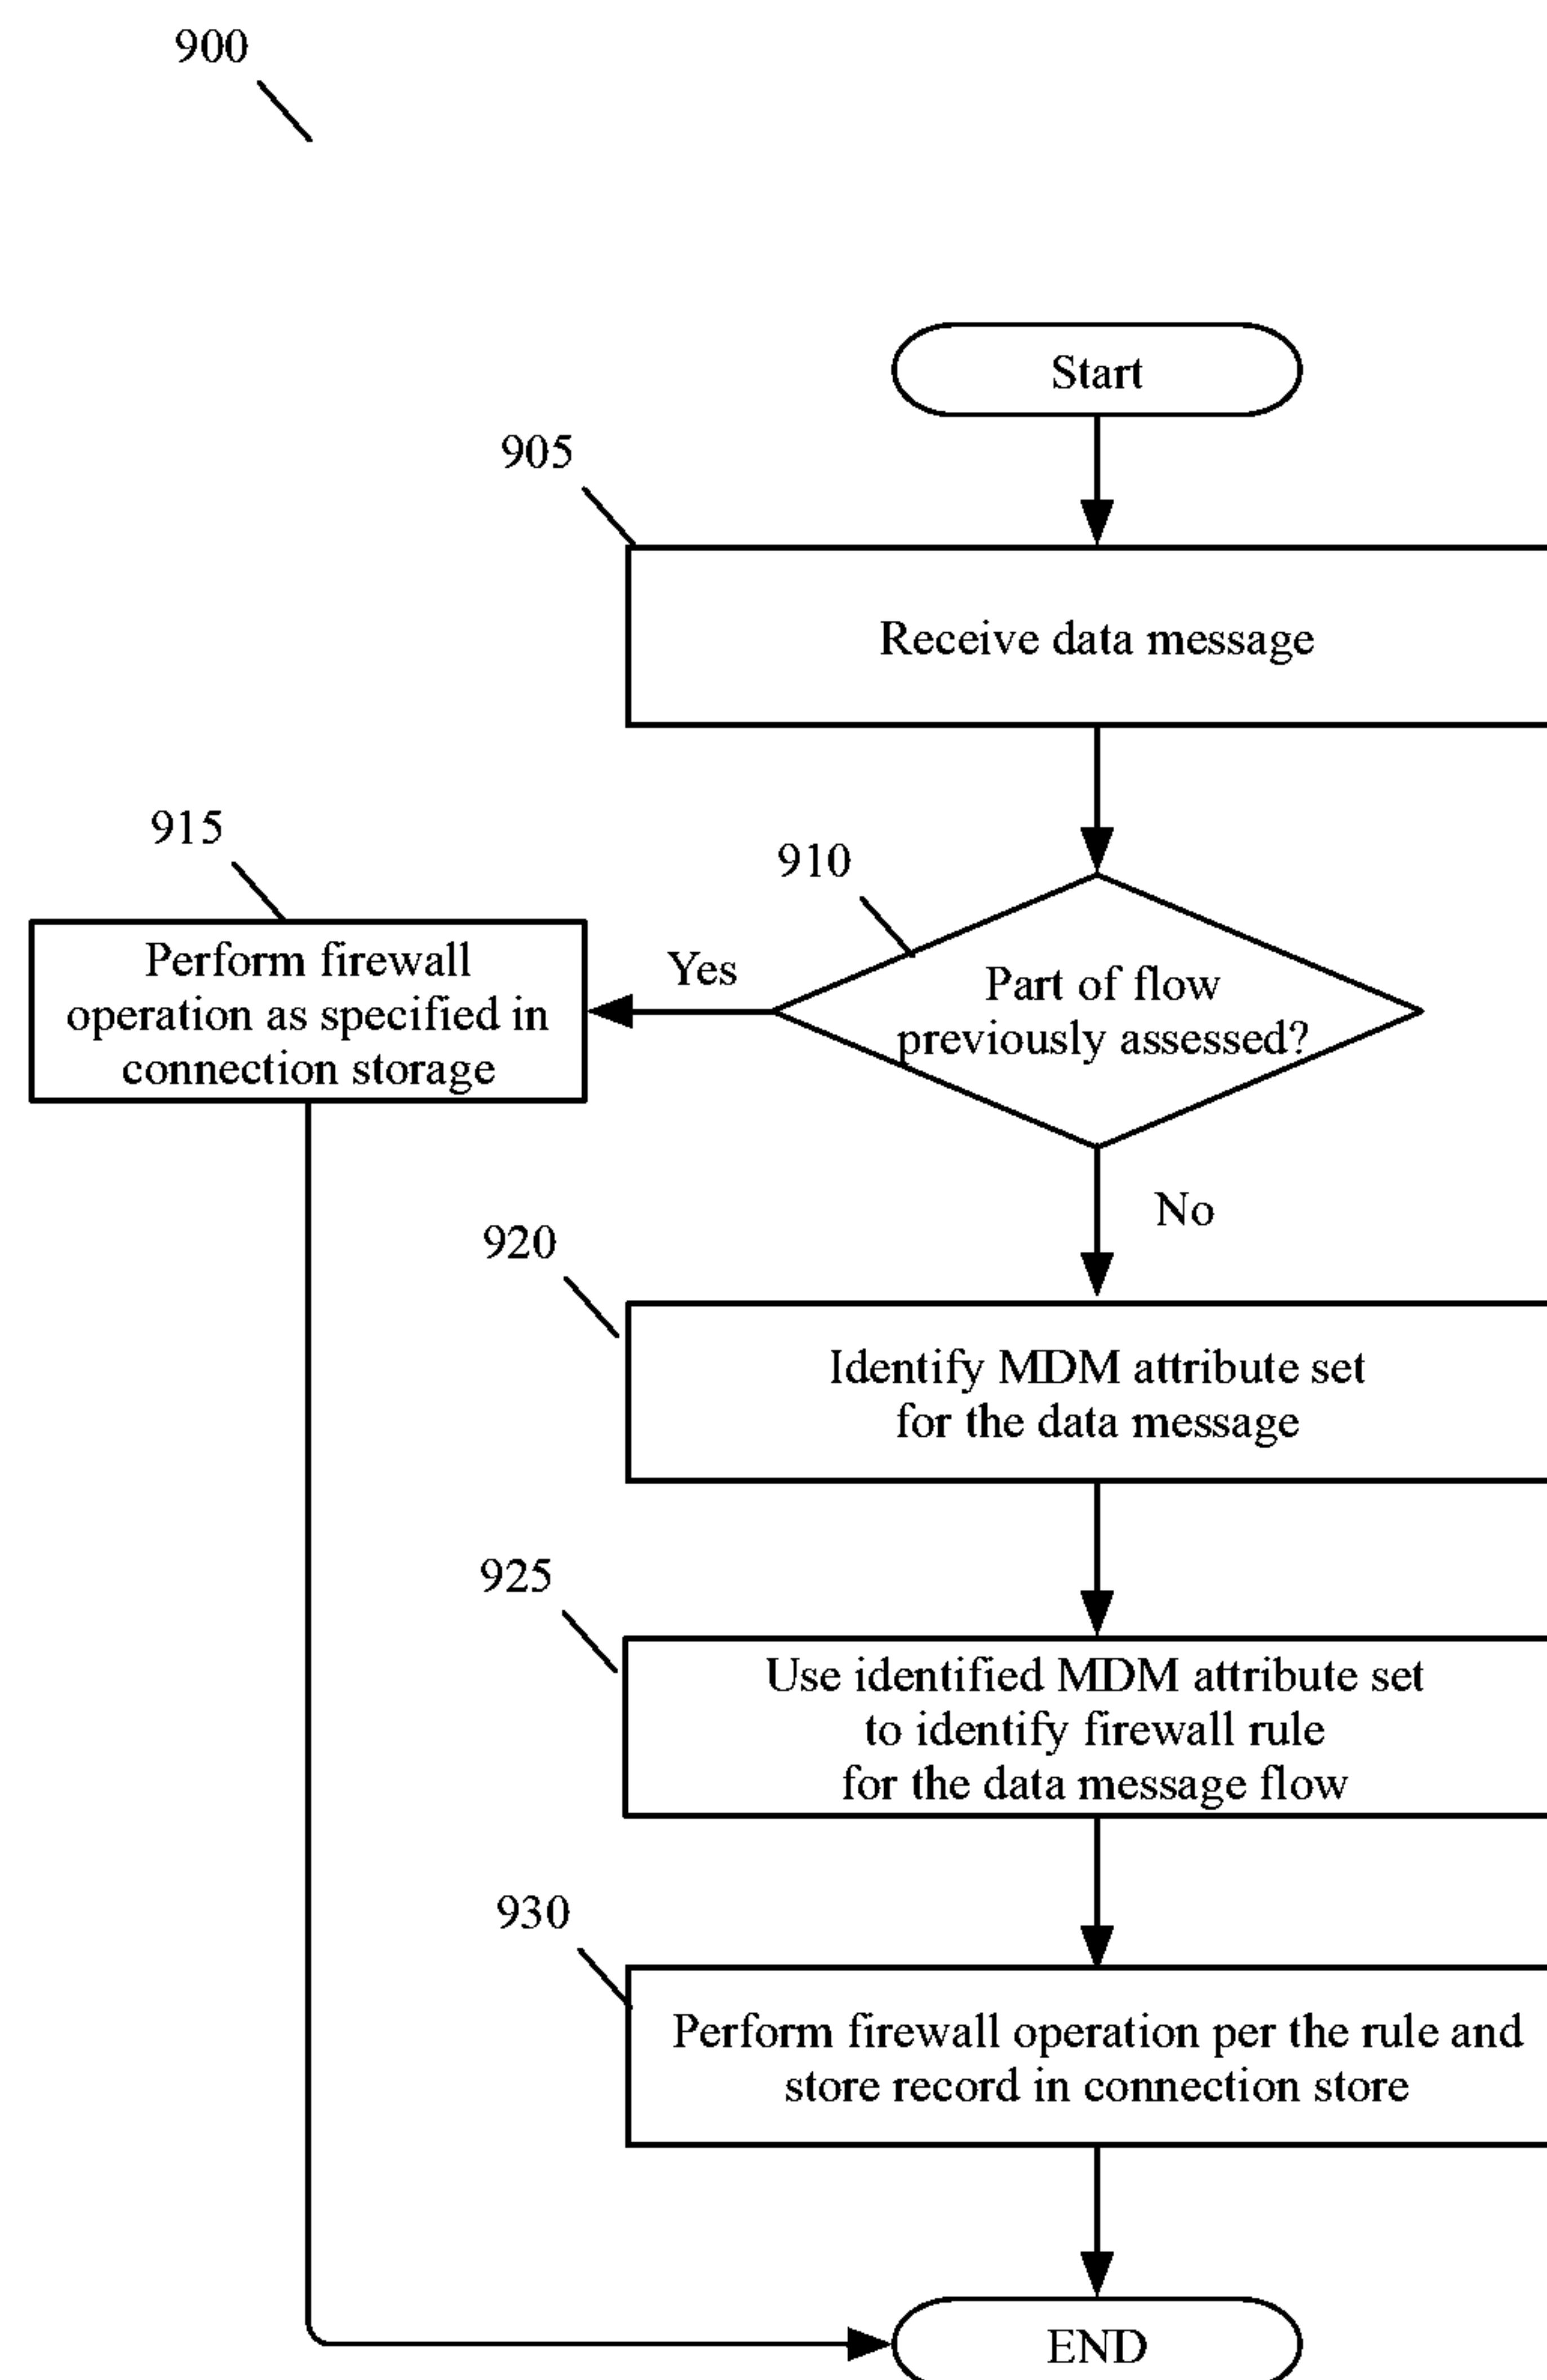 900
Start
905
Receive data message
915
910
Perform firewall
operation as specified in
connection storage
Yes
Part of flow
previously assessed?
No
920
Identify MDM attribute set
for the data message
925
Use identified MDM attribute set
to identify firewall rule
for the data message flow
930
Perform firewall operation per the rule and
store record in connection store
END